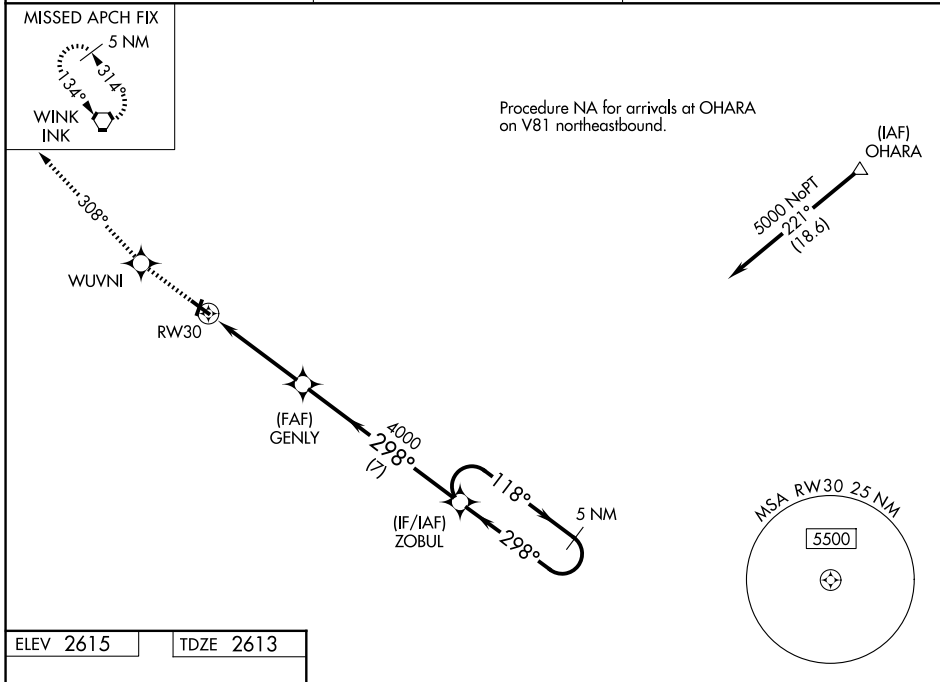 MISSED APCH FIX
5 NM
314°
134°
WINK
INK
Procedure NA for arrivals at OHARA
on V81 northeastbound.
(IAF)
OHARA
5000 NoPT
221°
(18.6)
308°
WUVNI
RW30
(FAF)
GENLY
4000
298°
(7)
118°
5 NM
298°
(IF/IAF)
ZOBUL
MSA RW30 25 NM
5500
ELEV 2615
TDZE 2613